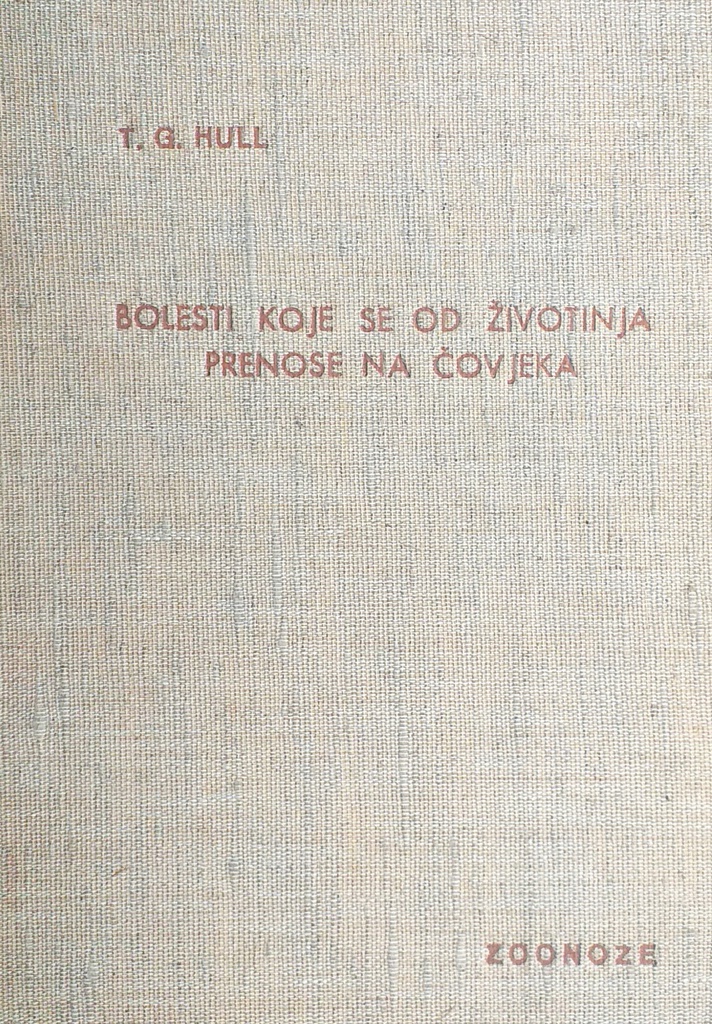 T. G. HULL
BOLESTI KOJE SE OD ŽIVOTINJA
PRENOSE NA ČOVJEKA
ZOONOZE